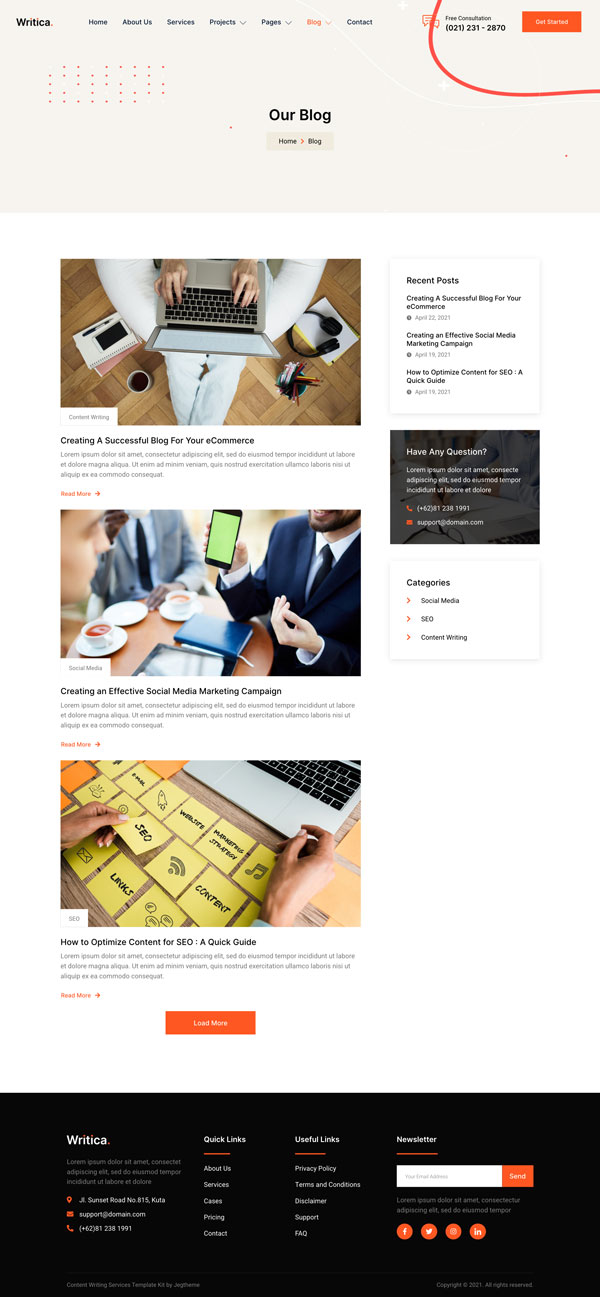 Writica.
Home
About Us
Services
Projects
Pages
Blog
Contact
Free Consultation
(021) 231 - 2870
Get Started
Our Blog
Home
Blog
Content Writing
Creating A Successful Blog For Your eCommerce
Lorem ipsum dolor sit amet, consectetur adipiscing elit, sed do eiusmod tempor incididunt ut labore
et dolore magna aliqua. Ut enim ad minim veniam, quis nostrud exercitation ullamco laboris nisi ut
aliquip ex ea commodo consequat.
Read More
Social Media
Creating an Effective Social Media Marketing Campaign
Lorem ipsum dolor sit amet, consectetur adipiscing elit, sed do eiusmod tempor incididunt ut labore
et dolore magna aliqua. Ut enim ad minim veniam, quis nostrud exercitation ullamco laboris nisi ut
aliquip ex ea commodo consequat.
Read More
E-MAIL
SEO
WEBSITE
MARKETING
STRATEGY
LINKS
CONTENT
SEO
How to Optimize Content for SEO : A Quick Guide
Lorem ipsum dolor sit amet, consectetur adipiscing elit, sed do eiusmod tempor incididunt ut labore
et dolore magna aliqua. Ut enim ad minim veniam, quis nostrud exercitation ullamco laboris nisi ut
aliquip ex ea commodo consequat.
Read More
Load More
Recent Posts
Creating A Successful Blog For Your
eCommerce
April 22, 2021
Creating an Effective Social Media
Marketing Campaign
April 19, 2021
How to Optimize Content for SEO : A
Quick Guide
April 19, 2021
Have Any Question?
Lorem ipsum dolor sit amet, consecte
adipiscing elit, sed do eiusmod tempor
incididunt ut labore et dolore
(+62)81 238 1991
support@domain.com
Categories
Social Media
SEO
Content Writing
Writica.
Lorem ipsum dolor sit amet, consectet
adipiscing elit, sed do eiusmod tempor
incididunt ut labore et dolore
Jl. Sunset Road No.815, Kuta
support@domain.com
(+62)81 238 1991
Quick Links
About Us
Services
Cases
Pricing
Contact
Useful Links
Privacy Policy
Terms and Conditions
Disclaimer
Support
FAQ
Newsletter
Your Email Address
Send
Lorem ipsum dolor sit amet, consectetur
adipiscing elit, sed do eiusmod tempor
Content Writing Services Template Kit by Jegtheme
Copyright © 2021. All rights reserved.